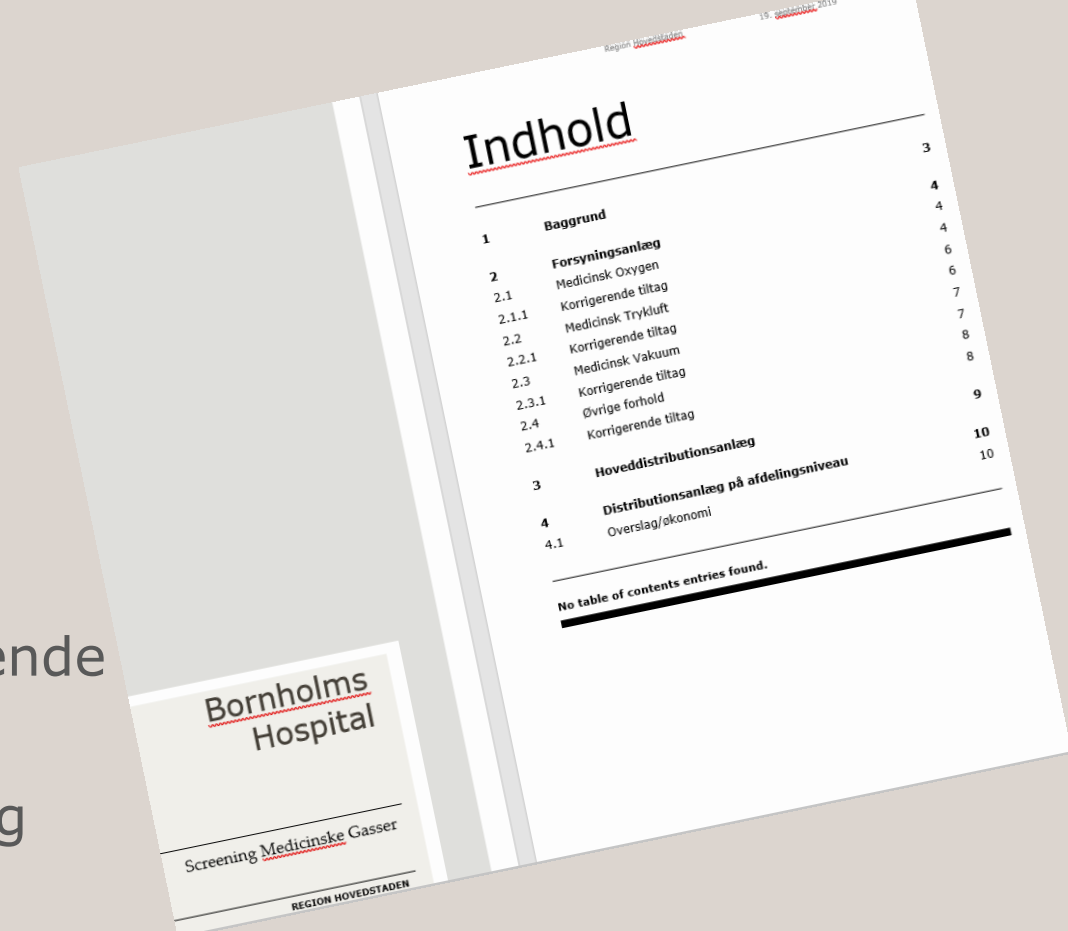 ende
g
Bornholms
Hospital
Screening Medicinske Gasser
REGION HOVEDSTADEN
Region Hovedstaden
19. september 2019
Indhold
1 Baggrund 3
2 Forsyningsanlæg 4
2.1 Medicinsk Oxygen 4
2.1.1 Korrigerende tiltag 4
2.2 Medicinsk Trykluft 6
2.2.1 Korrigerende tiltag 6
2.3 Medicinsk Vakuum 7
2.3.1 Korrigerende tiltag 7
2.4 Øvrige forhold 8
2.4.1 Korrigerende tiltag 8
3 Hoveddistributionsanlæg 9
4 Distributionsanlæg på afdelingsniveau 10
4.1 Overslag/økonomi 10
No table of contents entries found.